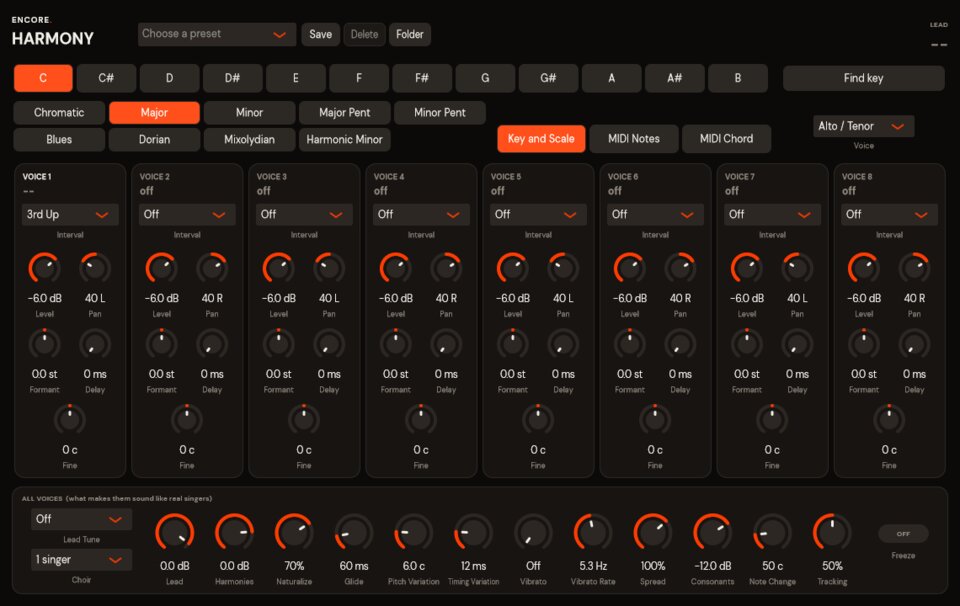 ENCORE.
HARMONY
Choose a preset
Save
Delete
Folder
LEAD
--
C
C#
D
D#
E
F
F#
G
G#
A
A#
B
Find key
Chromatic
Major
Minor
Major Pent
Minor Pent
Blues
Dorian
Mixolydian
Harmonic Minor
Key and Scale
MIDI Notes
MIDI Chord
Alto / Tenor
Voice
VOICE 1
--
3rd Up
Interval
-6.0 dB
40 L
Level
Pan
0.0 st
0 ms
Formant
Delay
0 c
Fine
VOICE 2
off
Off
Interval
-6.0 dB
40 R
Level
Pan
0.0 st
0 ms
Formant
Delay
0 c
Fine
VOICE 3
off
Off
Interval
-6.0 dB
40 L
Level
Pan
0.0 st
0 ms
Formant
Delay
0 c
Fine
VOICE 4
off
Off
Interval
-6.0 dB
40 R
Level
Pan
0.0 st
0 ms
Formant
Delay
0 c
Fine
VOICE 5
off
Off
Interval
-6.0 dB
40 L
Level
Pan
0.0 st
0 ms
Formant
Delay
0 c
Fine
VOICE 6
off
Off
Interval
-6.0 dB
40 R
Level
Pan
0.0 st
0 ms
Formant
Delay
0 c
Fine
VOICE 7
off
Off
Interval
-6.0 dB
40 L
Level
Pan
0.0 st
0 ms
Formant
Delay
0 c
Fine
VOICE 8
off
Off
Interval
-6.0 dB
40 R
Level
Pan
0.0 st
0 ms
Formant
Delay
0 c
Fine
ALL VOICES (what makes them sound like real singers)
Off
Lead Tune
1 singer
Choir
0.0 dB
Lead
0.0 dB
Harmonies
70%
Naturalize
60 ms
Glide
6.0 c
Pitch Variation
12 ms
Timing Variation
Off
Vibrato
5.3 Hz
Vibrato Rate
100%
Spread
-12.0 dB
Consonants
50 c
Note Change
50%
Tracking
OFF
Freeze